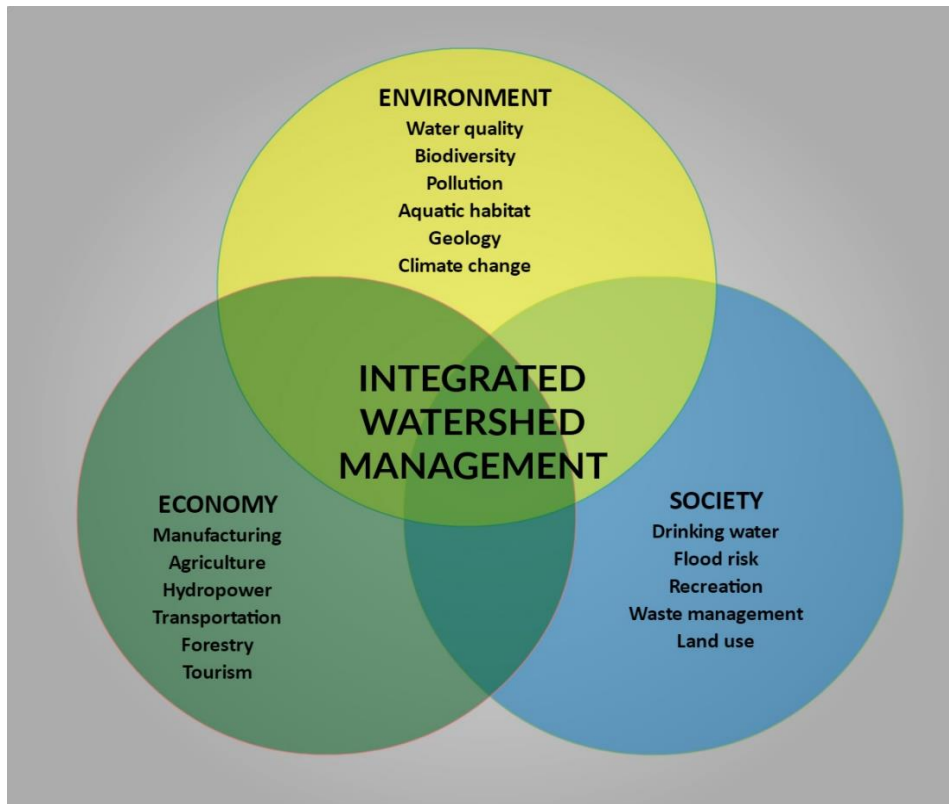 ENVIRONMENT
Water quality
Biodiversity
Pollution
Aquatic habitat
Geology
Climate change
INTEGRATED
WATERSHED
MANAGEMENT
ECONOMY
Manufacturing
Agriculture
Hydropower
Transportation
Forestry
Tourism
SOCIETY
Drinking water
Flood risk
Recreation
Waste management
Land use